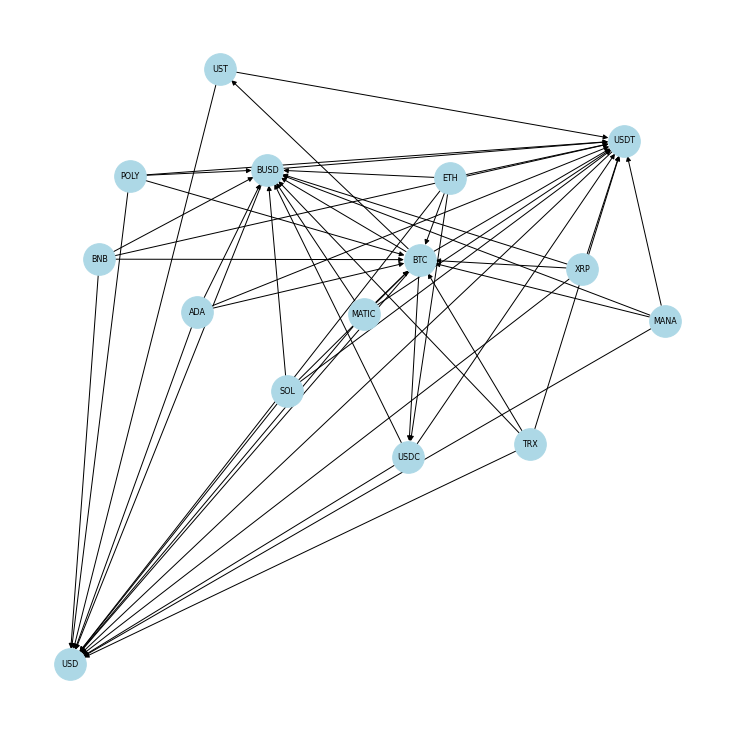 UST
USDT
BUSD
POLY
ETH
BNB
BTC
XRP
ADA
MATIC
MANA
SOL
TRX
USDC
USD